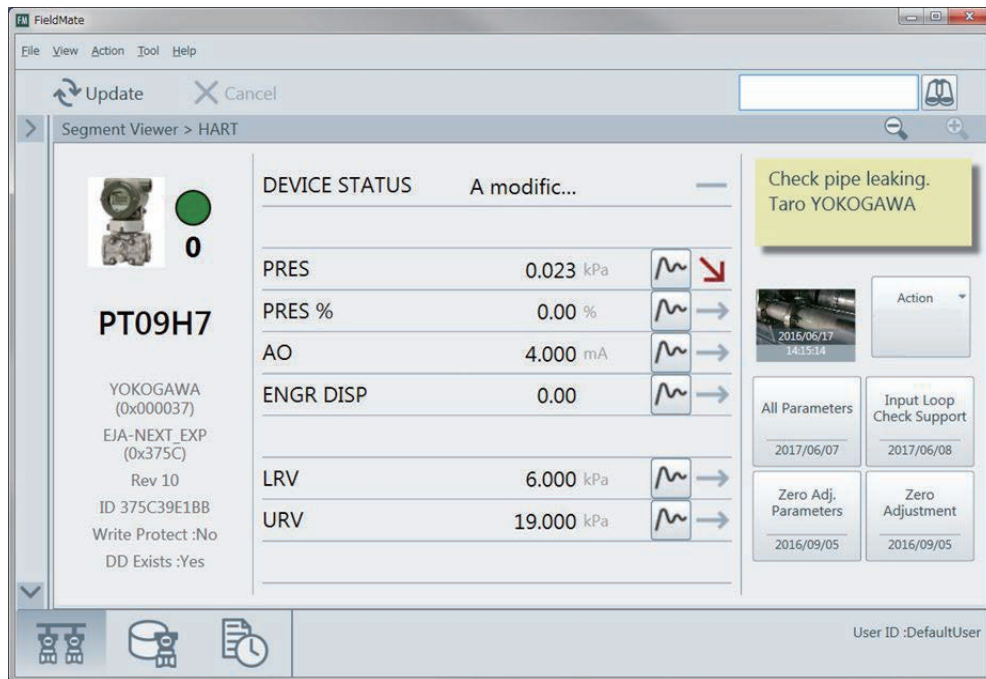 FM FieldMate
File View Action Tool Help
Update Cancel
Segment Viewer > HART
0
PT09H7
YOKOGAWA
(0x000037)
EJA-NEXT_EXP
(0x375C)
Rev 10
ID 375C39E1BB
Write Protect :No
DD Exists :Yes
DEVICE STATUS A modific...
PRES 0.023 kPa
PRES % 0.00 %
AO 4.000 mA
ENGR DISP 0.00
LRV 6.000 kPa
URV 19.000 kPa
Check pipe leaking.
Taro YOKOGAWA
2016/06/17
14:15:14
Action
All Parameters
2017/06/07
Input Loop
Check Support
2017/06/08
Zero Adj.
Parameters
2016/09/05
Zero
Adjustment
2016/09/05
User ID :DefaultUser